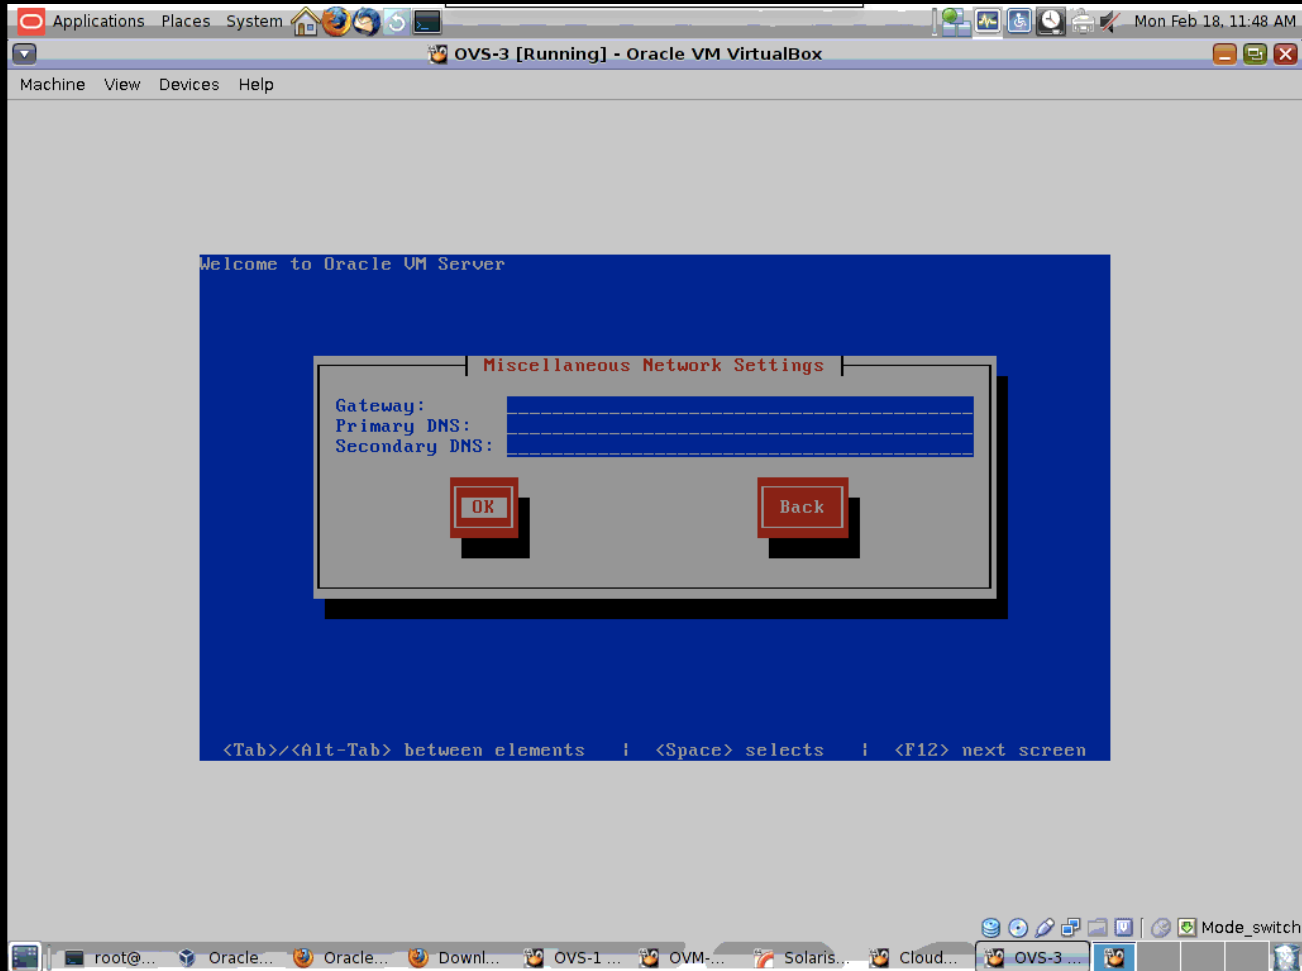 Applications Places System Mon Feb 18, 11:48 AM
OVS-3 [Running] - Oracle VM VirtualBox
Machine View Devices Help
Welcome to Oracle VM Server
Miscellaneous Network Settings
Gateway:
Primary DNS:
Secondary DNS:
OK Back
<Tab>/<Alt-Tab> between elements | <Space> selects | <F12> next screen
Mode_switch
root@... Oracle... Oracle... Downl... OVS-1 ... OVM-... Solaris... Cloud... OVS-3 ...